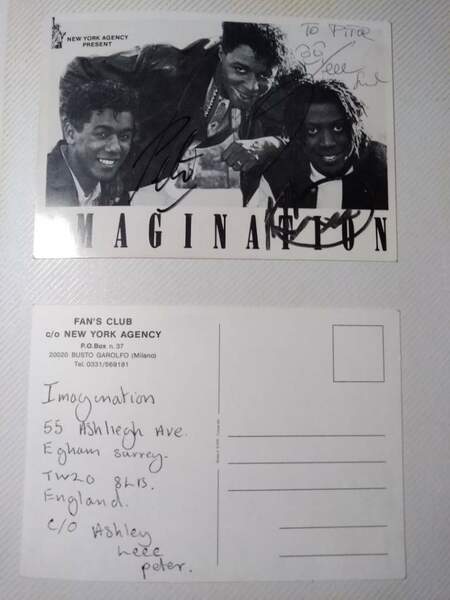 NEW YORK AGENCY
PRESENT
To
Leee
Peter
IMAGINATION
FAN'S CLUB
c/o NEW YORK AGENCY
P.O.Box n. 37
20020 BUSTO GAROLFO (Milano)
Tel. 0331/569181
Imagination
55 Ashliegh Ave.
Egham Surrey.
TW20 8LB.
England.
c/o Ashley
Leee
peter.